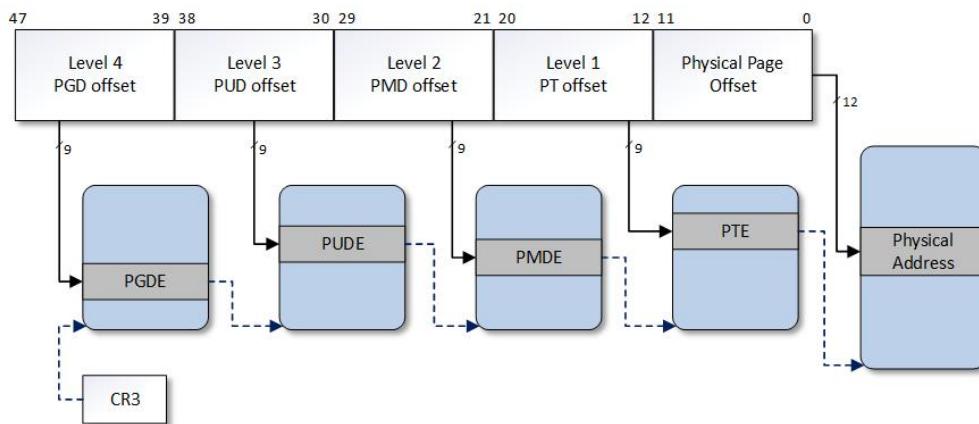 47 39 38 30 29 21 20 12 11 0
Level 4 Level 3 Level 2 Level 1 Physical Page
PGD offset PUD offset PMD offset PT offset Offset
12
9 9 9 9
PTE
PUDE
PMDE
Physical
Address
PGDE
CR3